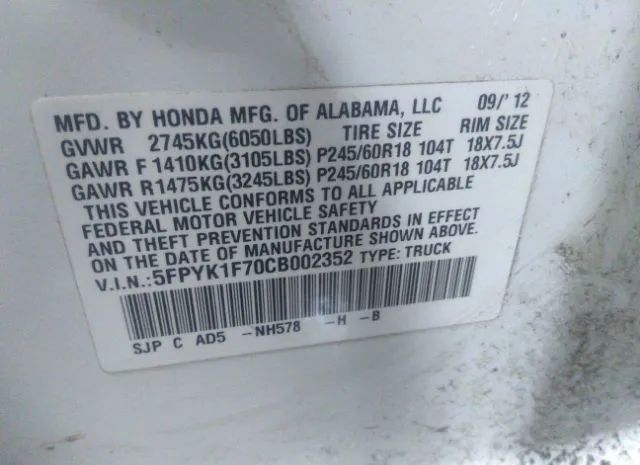 MFD. BY HONDA MFG. OF ALABAMA, LLC 09/'12
GVWR 2745KG(6050LBS) TIRE SIZE RIM SIZE
GAWR F 1410KG(3105LBS) P245/60R18 104T 18X7.5J
GAWR R1475KG(3245LBS) P245/60R18 104T 18X7.5J
THIS VEHICLE CONFORMS TO ALL APPLICABLE
FEDERAL MOTOR VEHICLE SAFETY
AND THEFT PREVENTION STANDARDS IN EFFECT
ON THE DATE OF MANUFACTURE SHOWN ABOVE.
V.I.N.:5FPYK1F70CB002352 TYPE: TRUCK
SJP C AD5 -NH578 -H -B